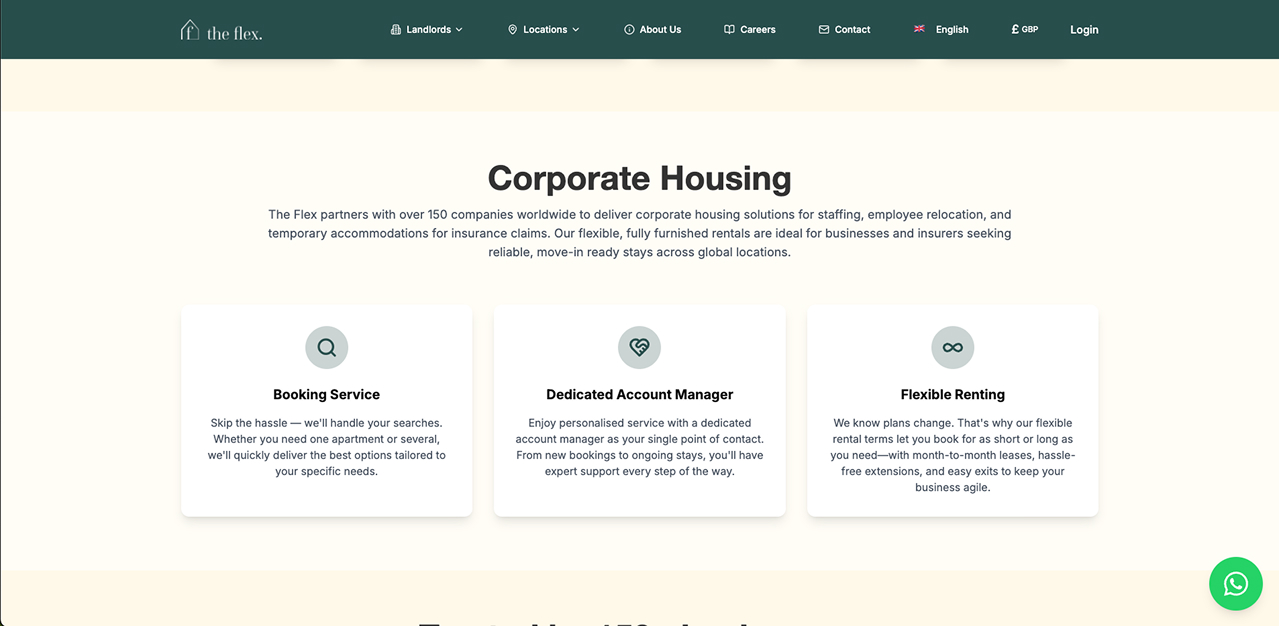 the flex.
Landlords
Locations
About Us
Careers
Contact
English
£ GBP
Login
Corporate Housing
The Flex partners with over 150 companies worldwide to deliver corporate housing solutions for staffing, employee relocation, and
temporary accommodations for insurance claims. Our flexible, fully furnished rentals are ideal for businesses and insurers seeking
reliable, move-in ready stays across global locations.
Booking Service
Skip the hassle — we'll handle your searches.
Whether you need one apartment or several,
we'll quickly deliver the best options tailored to
your specific needs.
Dedicated Account Manager
Enjoy personalised service with a dedicated
account manager as your single point of contact.
From new bookings to ongoing stays, you'll have
expert support every step of the way.
Flexible Renting
We know plans change. That's why our flexible
rental terms let you book for as short or long as
you need—with month-to-month leases, hassle-
free extensions, and easy exits to keep your
business agile.